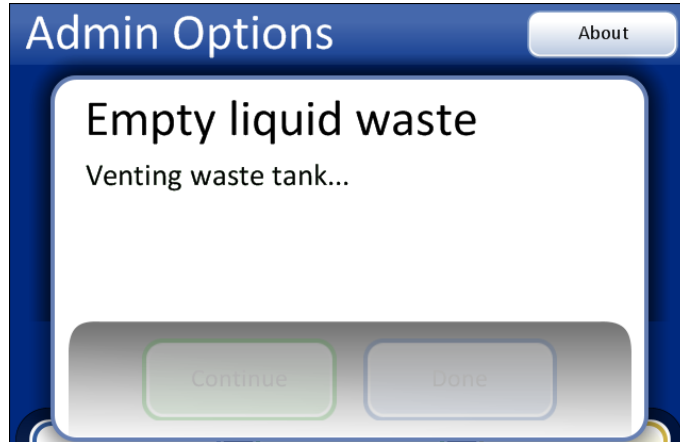 Admin Options
About
Empty liquid waste
Venting waste tank...
Continue
Done